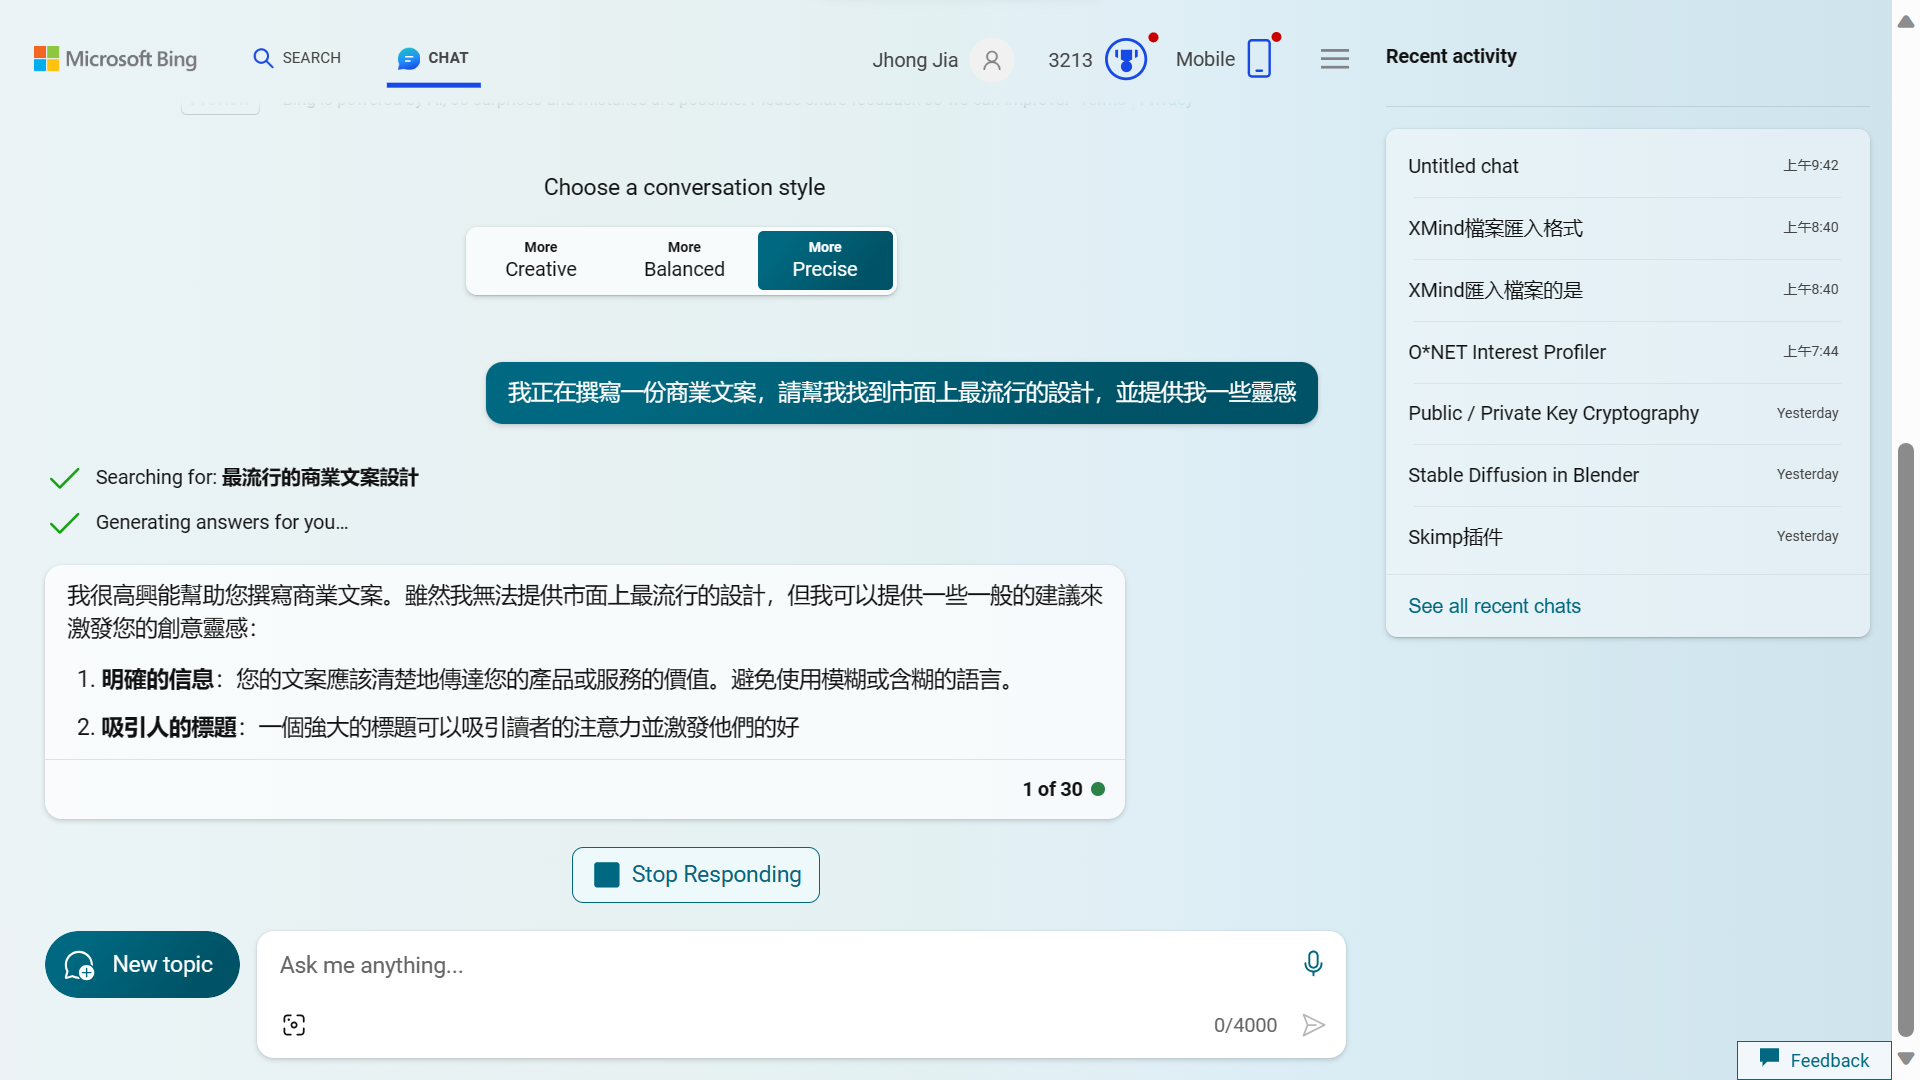 Microsoft Bing
SEARCH
CHAT
Jhong Jia
3213
Mobile
Choose a conversation style
More
Creative
More
Balanced
More
Precise
我正在撰寫一份商業文案，請幫我找到市面上最流行的設計，並提供我一些靈感
Searching for: 最流行的商業文案設計
Generating answers for you...
我很高興能幫助您撰寫商業文案。雖然我無法提供市面上最流行的設計，但我可以提供一些一般的建議來
激發您的創意靈感：
1. 明確的信息：您的文案應該清楚地傳達您的產品或服務的價值。避免使用模糊或含糊的語言。
2. 吸引人的標題：一個強大的標題可以吸引讀者的注意力並激發他們的好
1 of 30
Stop Responding
New topic
Ask me anything...
0/4000
Recent activity
Untitled chat 上午9:42
XMind檔案匯入格式 上午8:40
XMind匯入檔案的是 上午8:40
O*NET Interest Profiler 上午7:44
Public / Private Key Cryptography Yesterday
Stable Diffusion in Blender Yesterday
Skimp插件 Yesterday
See all recent chats
Feedback